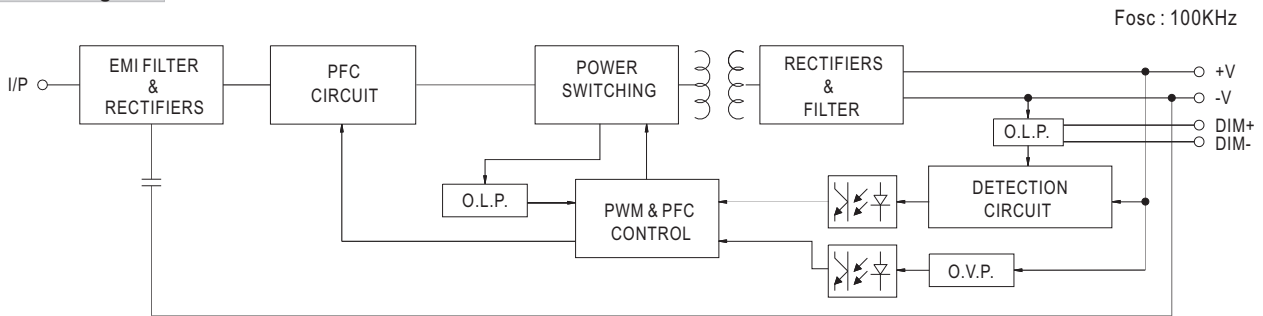 Fosc : 100KHz
I/P
EMI FILTER
&
RECTIFIERS
PFC
CIRCUIT
POWER
SWITCHING
RECTIFIERS
&
FILTER
+V
-V
DIM+
DIM-
O.L.P.
O.L.P.
PWM & PFC
CONTROL
DETECTION
CIRCUIT
O.V.P.